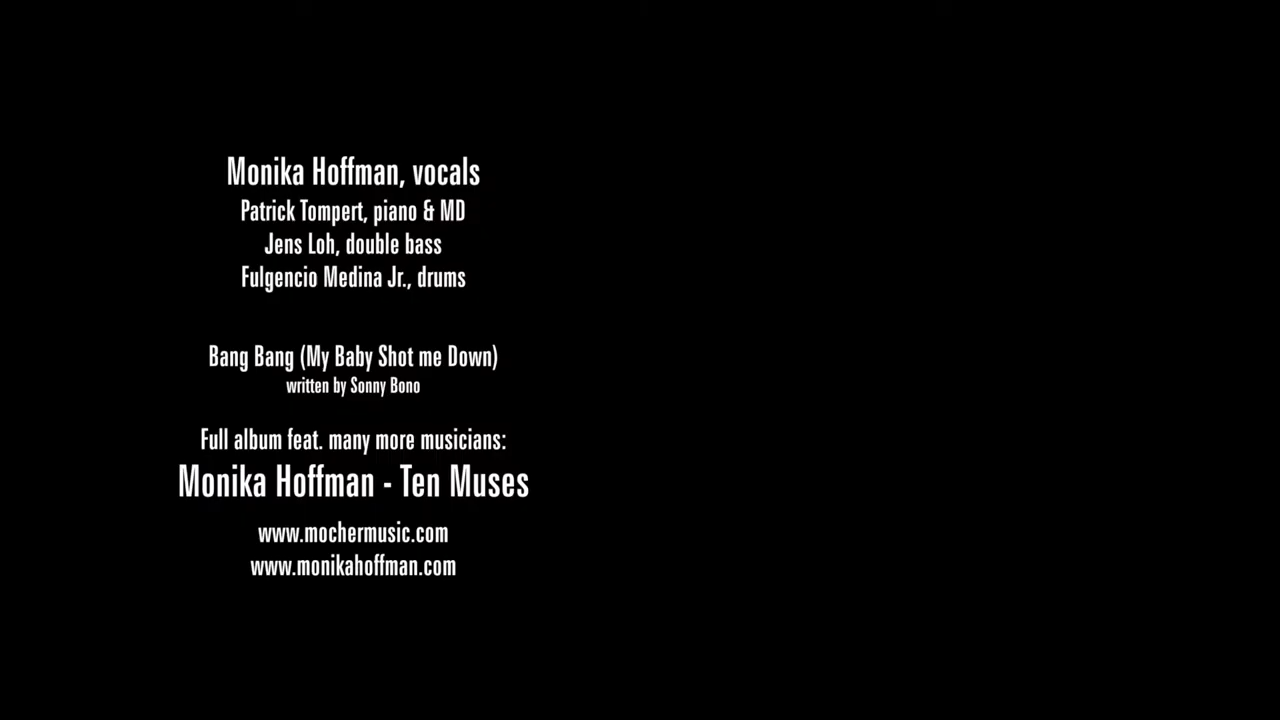 Monika Hoffman, vocals
Patrick Tompert, piano & MD
Jens Loh, double bass
Fulgencio Medina Jr., drums
Bang Bang (My Baby Shot me Down)
written by Sonny Bono
Full album feat. many more musicians:
Monika Hoffman - Ten Muses
www.mochermusic.com
www.monikahoffman.com